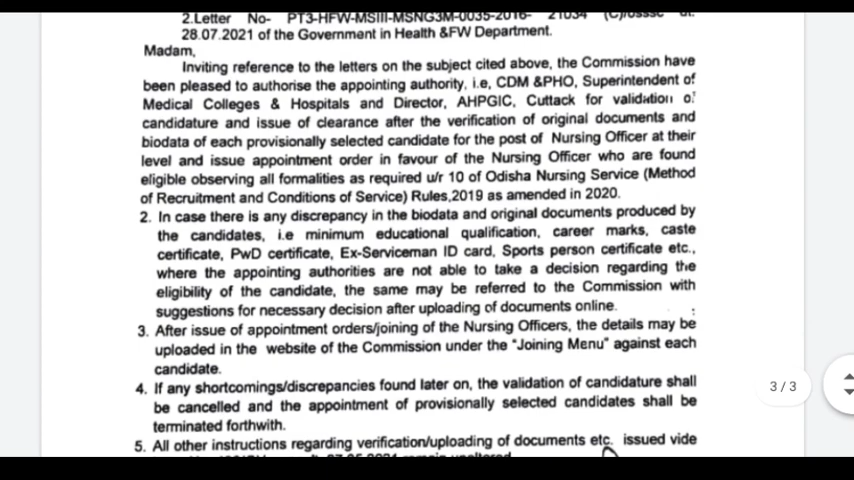 2.Letter No- PT3-HFW-MSIII-MSNG3M-0035-2016- 21034 (C)/osssc dt.
28.07.2021 of the Government in Health &FW Department.
Madam,
Inviting reference to the letters on the subject cited above, the Commission have
been pleased to authorise the appointing authority, i.e, CDM &PHO, Superintendent of
Medical Colleges & Hospitals and Director, AHPGIC, Cuttack for validation of
candidature and issue of clearance after the verification of original documents and
biodata of each provisionally selected candidate for the post of Nursing Officer at their
level and issue appointment order in favour of the Nursing Officer who are found
eligible observing all formalities as required u/r 10 of Odisha Nursing Service (Method
of Recruitment and Conditions of Service) Rules,2019 as amended in 2020.
2. In case there is any discrepancy in the biodata and original documents produced by
the candidates, i.e minimum educational qualification, career marks, caste
certificate, PwD certificate, Ex-Serviceman ID card, Sports person certificate etc.,
where the appointing authorities are not able to take a decision regarding the
eligibility of the candidate, the same may be referred to the Commission with
suggestions for necessary decision after uploading of documents online.
3. After issue of appointment orders/joining of the Nursing Officers, the details may be
uploaded in the website of the Commission under the "Joining Menu" against each
candidate.
4. If any shortcomings/discrepancies found later on, the validation of candidature shall
be cancelled and the appointment of provisionally selected candidates shall be
terminated forthwith.
5. All other instructions regarding verification/uploading of documents etc. issued vide
3 / 3